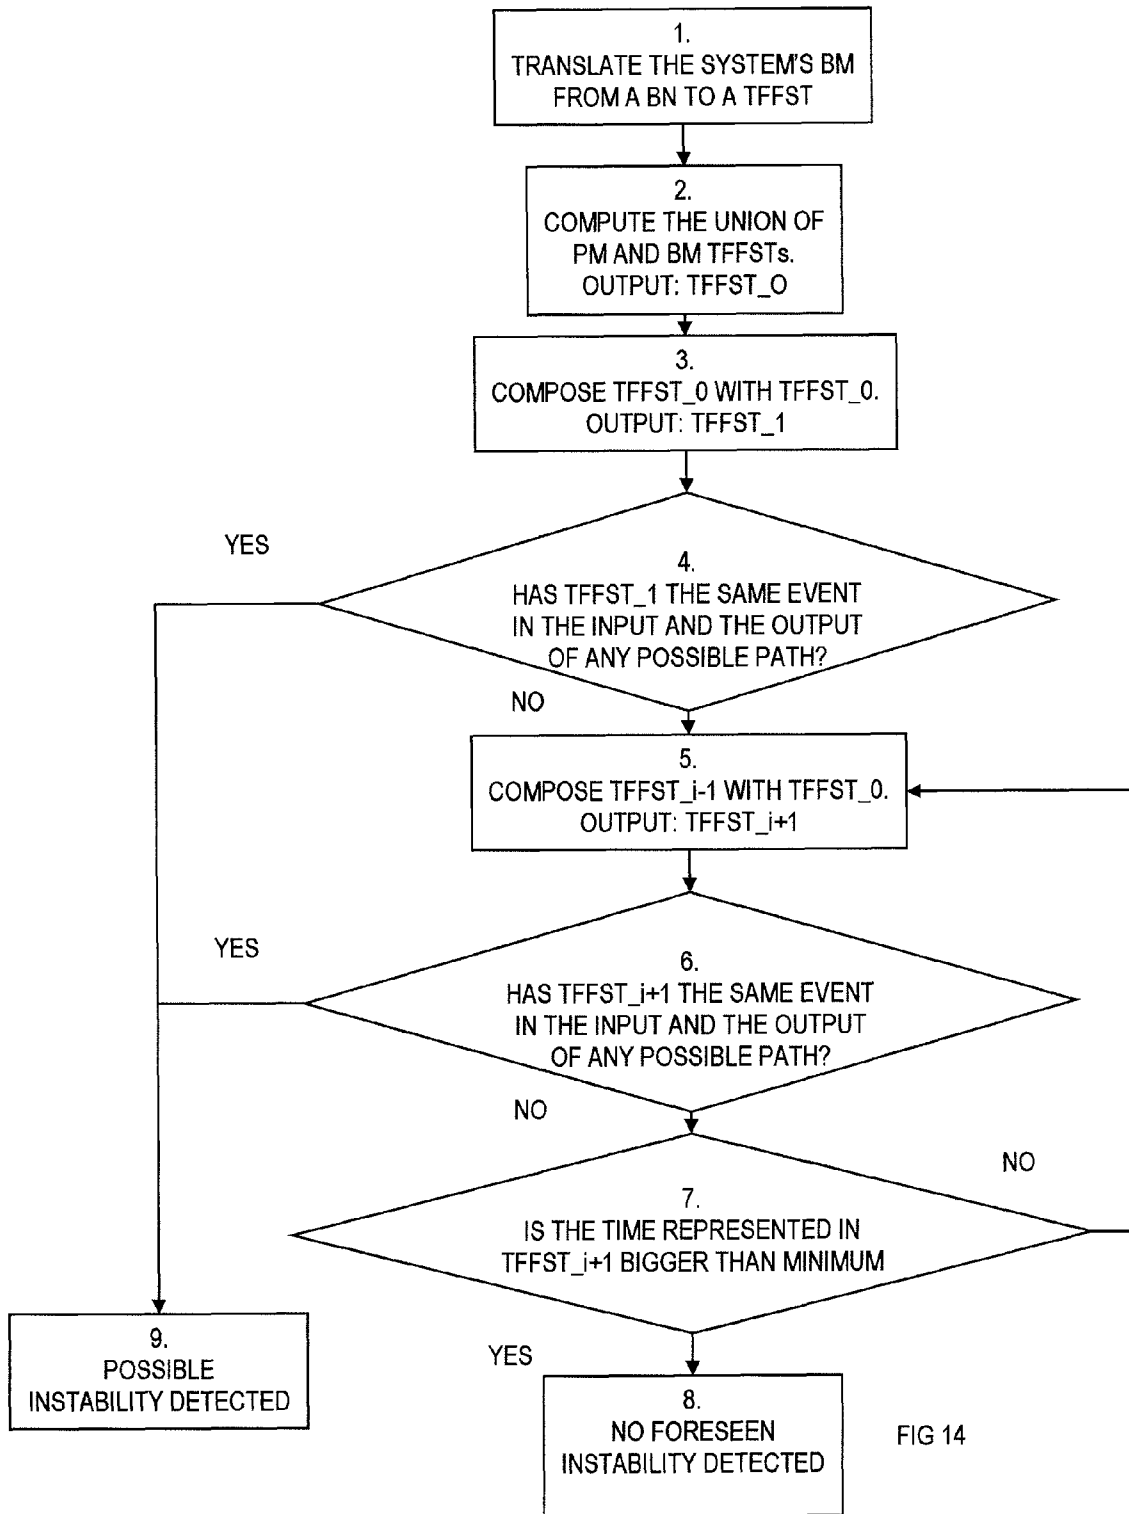 1.
TRANSLATE THE SYSTEM'S BM
FROM A BN TO A TFFST
2.
COMPUTE THE UNION OF
PM AND BM TFFSTs.
OUTPUT: TFFST_O
3.
COMPOSE TFFST_0 WITH TFFST_0.
OUTPUT: TFFST_1
YES
4.
HAS TFFST_1 THE SAME EVENT
IN THE INPUT AND THE OUTPUT
OF ANY POSSIBLE PATH?
NO
5.
COMPOSE TFFST_i-1 WITH TFFST_0.
OUTPUT: TFFST_i+1
YES
6.
HAS TFFST_i+1 THE SAME EVENT
IN THE INPUT AND THE OUTPUT
OF ANY POSSIBLE PATH?
NO
NO
7.
IS THE TIME REPRESENTED IN
TFFST_i+1 BIGGER THAN MINIMUM
9.
POSSIBLE
INSTABILITY DETECTED
YES
8.
NO FORESEEN
INSTABILITY DETECTED
FIG 14